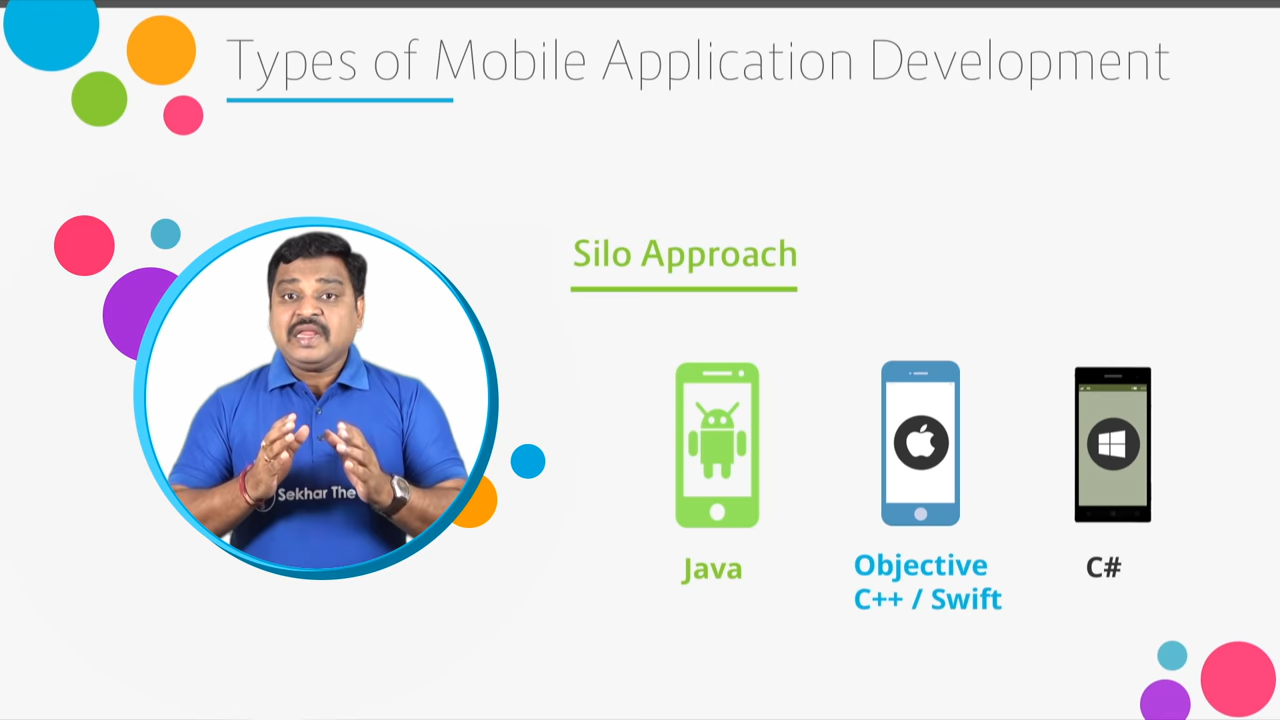 Types of Mobile Application Development
Silo Approach
Sekhar The
Java
Objective
C++ / Swift
C#